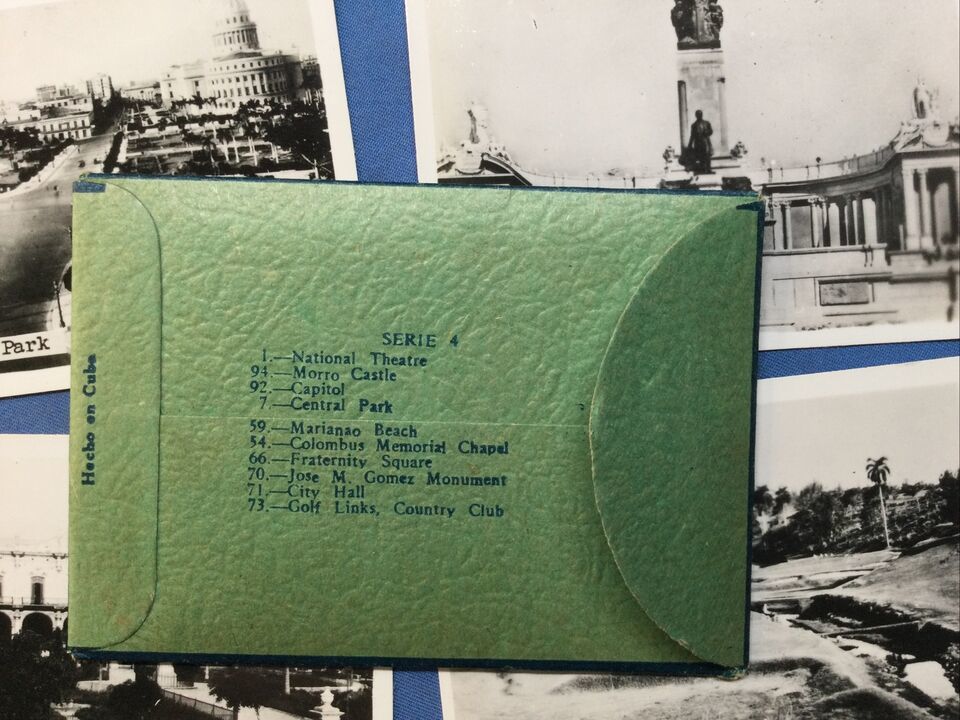 Park
Hecho en Cuba
SERIE 4
1.—National Theatre
94.—Morro Castle
92.—Capitol
7.—Central Park
59.—Marianao Beach
54.—Colombus Memorial Chapel
66.—Fraternity Square
70.—Jose M. Gomez Monument
71.—City Hall
73.—Golf Links, Country Club